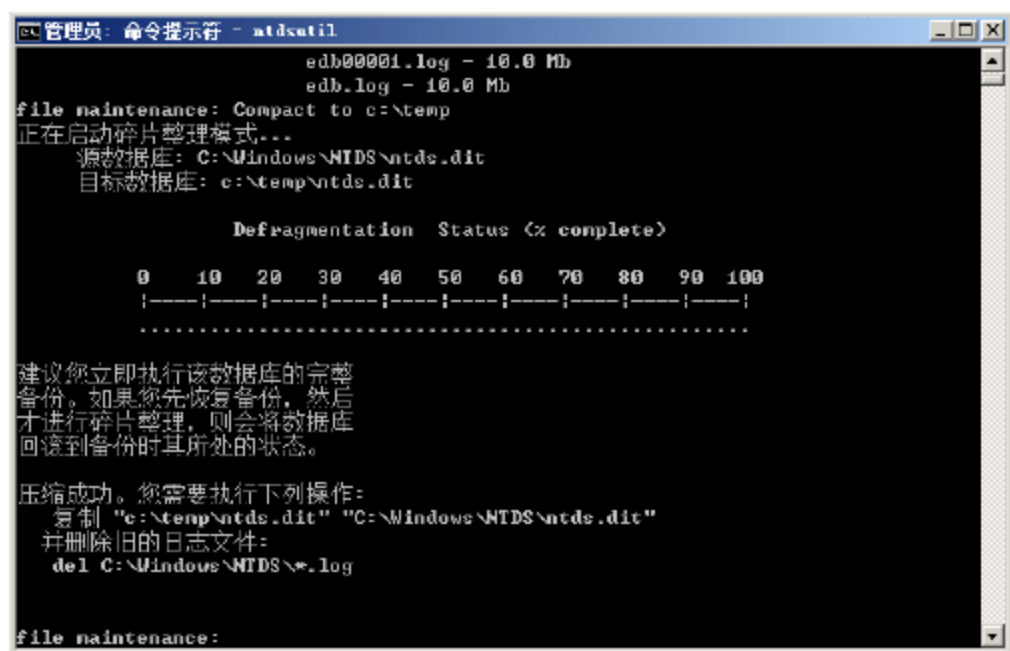 管理员: 命令提示符 - ntdsutil
edb00001.log - 10.0 Mb
edb.log - 10.0 Mb
file maintenance: Compact to c:\temp
正在启动碎片整理模式...
源数据库: C:\Windows\NTDS\ntds.dit
目标数据库: c:\temp\ntds.dit
Defragmentation Status (% complete)
0 10 20 30 40 50 60 70 80 90 100
|----|----|----|----|----|----|----|----|----|----|
...................................................
建议您立即执行该数据库的完整
备份。如果您先恢复备份，然后
才进行碎片整理，则会将数据库
回滚到备份时其所处的状态。
压缩成功。您需要执行下列操作:
复制 "c:\temp\ntds.dit" "C:\Windows\NTDS\ntds.dit"
并删除旧的日志文件:
del C:\Windows\NTDS\*.log
file maintenance: